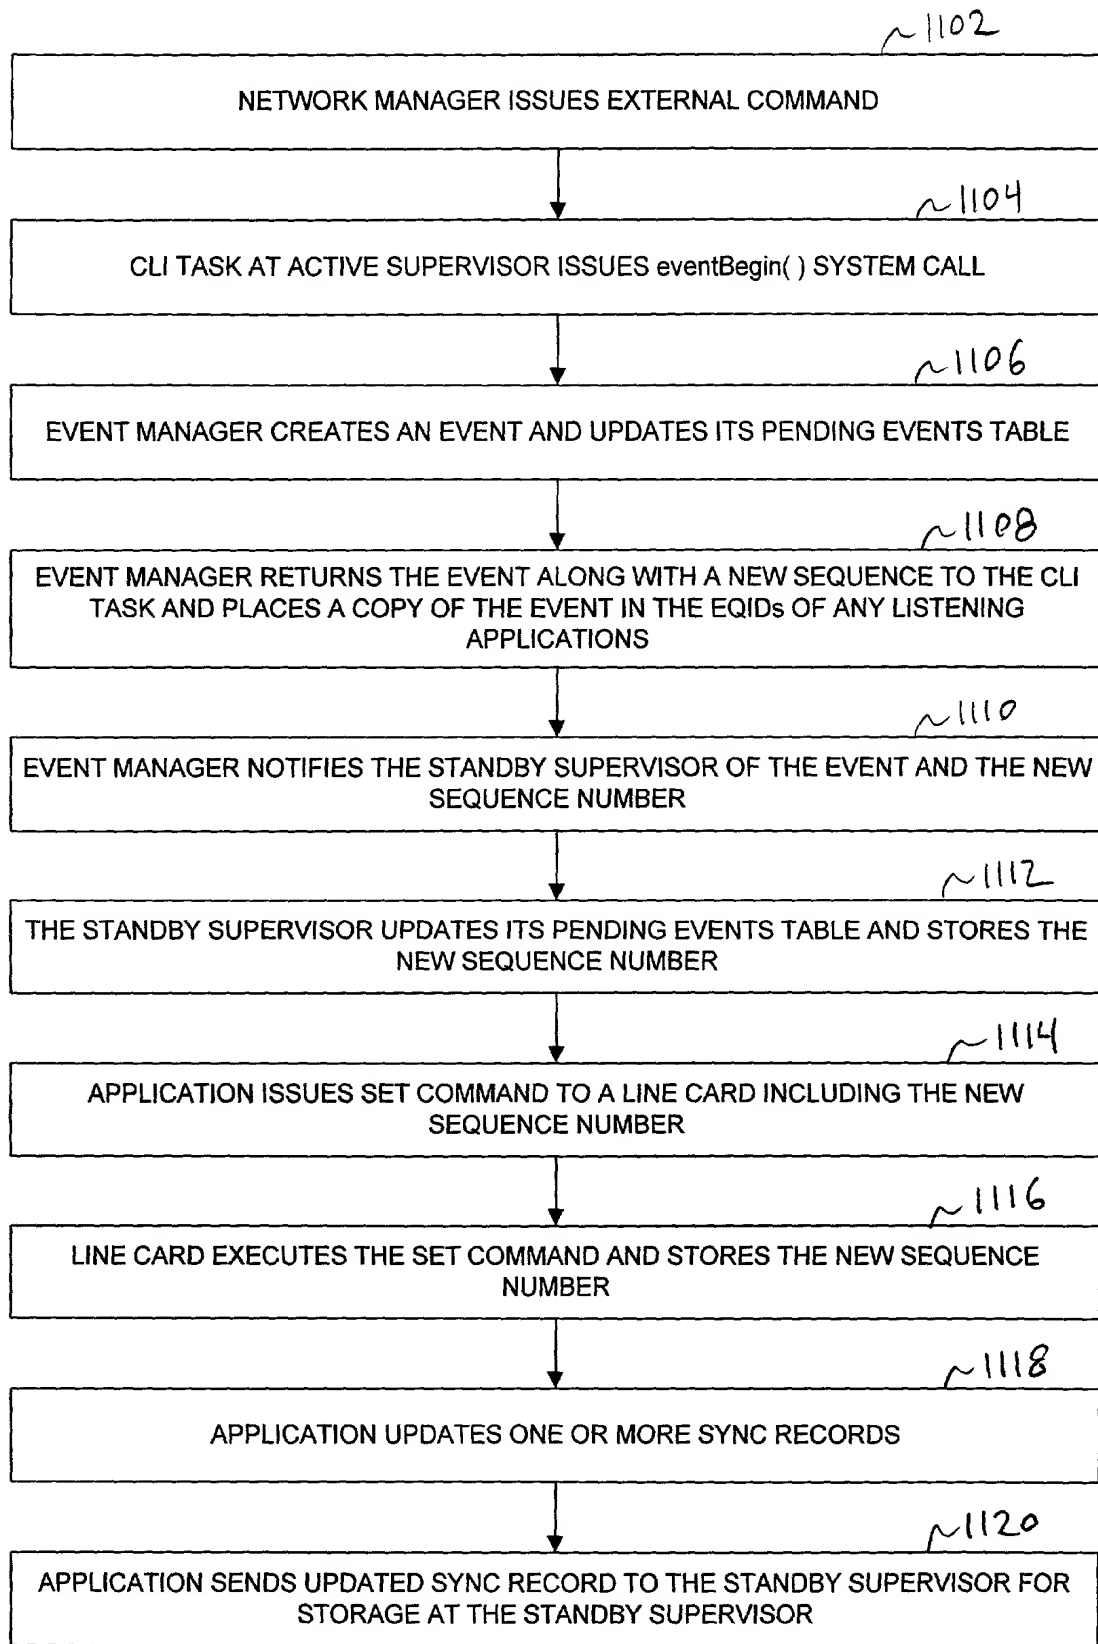 ~1102
NETWORK MANAGER ISSUES EXTERNAL COMMAND
~1104
CLI TASK AT ACTIVE SUPERVISOR ISSUES eventBegin( ) SYSTEM CALL
~1106
EVENT MANAGER CREATES AN EVENT AND UPDATES ITS PENDING EVENTS TABLE
~1108
EVENT MANAGER RETURNS THE EVENT ALONG WITH A NEW SEQUENCE TO THE CLI
TASK AND PLACES A COPY OF THE EVENT IN THE EQIDs OF ANY LISTENING
APPLICATIONS
~1110
EVENT MANAGER NOTIFIES THE STANDBY SUPERVISOR OF THE EVENT AND THE NEW
SEQUENCE NUMBER
~1112
THE STANDBY SUPERVISOR UPDATES ITS PENDING EVENTS TABLE AND STORES THE
NEW SEQUENCE NUMBER
~1114
APPLICATION ISSUES SET COMMAND TO A LINE CARD INCLUDING THE NEW
SEQUENCE NUMBER
~1116
LINE CARD EXECUTES THE SET COMMAND AND STORES THE NEW SEQUENCE
NUMBER
~1118
APPLICATION UPDATES ONE OR MORE SYNC RECORDS
~1120
APPLICATION SENDS UPDATED SYNC RECORD TO THE STANDBY SUPERVISOR FOR
STORAGE AT THE STANDBY SUPERVISOR